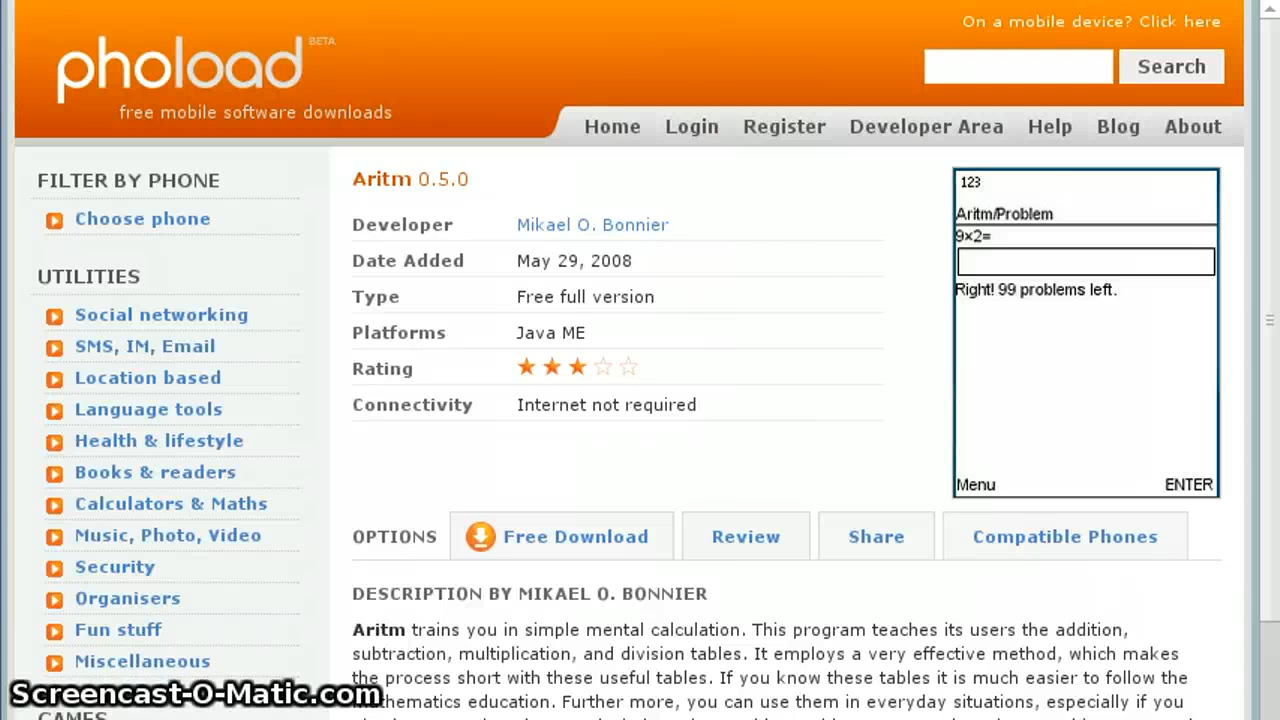 On a mobile device? Click here
phoload BETA
free mobile software downloads
Search
Home Login Register Developer Area Help Blog About
FILTER BY PHONE
Choose phone
UTILITIES
Social networking
SMS, IM, Email
Location based
Language tools
Health & lifestyle
Books & readers
Calculators & Maths
Music, Photo, Video
Security
Organisers
Fun stuff
Miscellaneous
GAMES
Aritm 0.5.0
Developer Mikael O. Bonnier
Date Added May 29, 2008
Type Free full version
Platforms Java ME
Rating
Connectivity Internet not required
123
Aritm/Problem
9×2=
Right! 99 problems left.
Menu ENTER
OPTIONS Free Download Review Share Compatible Phones
DESCRIPTION BY MIKAEL O. BONNIER
Aritm trains you in simple mental calculation. This program teaches its users the addition,
subtraction, multiplication, and division tables. It employs a very effective method, which makes
the process short with these useful tables. If you know these tables it is much easier to follow the
education. Further more, you can use them in everyday situations, especially if you
Screencast-O-Matic.com